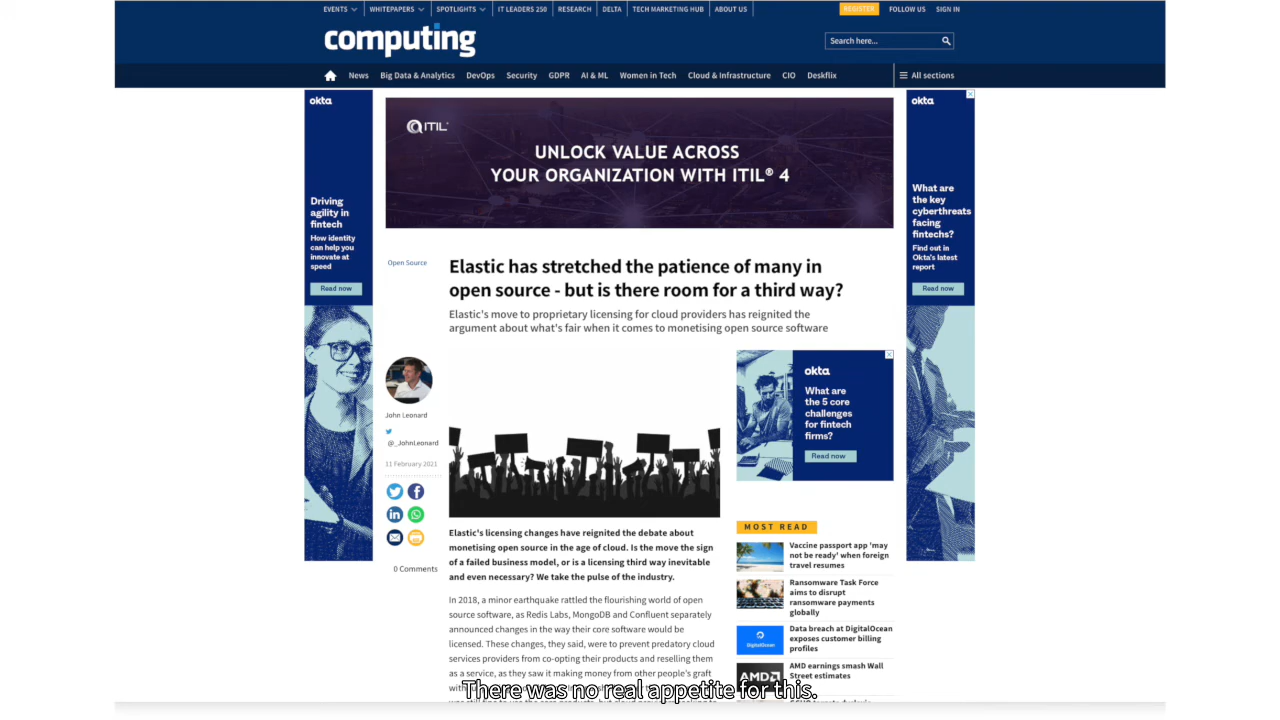 EVENTS
WHITEPAPERS
SPOTLIGHTS
IT LEADERS 250
RESEARCH
DELTA
TECH MARKETING HUB
ABOUT US
REGISTER
FOLLOW US
SIGN IN
computing
Search here...
News
Big Data & Analytics
DevOps
Security
GDPR
AI & ML
Women in Tech
Cloud & Infrastructure
CIO
Deskflix
All sections
okta
Driving
agility in
fintech
How identity
can help you
innovate at
speed
Read now
ITIL®
UNLOCK VALUE ACROSS
YOUR ORGANIZATION WITH ITIL® 4
okta
What are
the key
cyberthreats
facing
fintechs?
Find out in
Okta's latest
report
Read now
Open Source
Elastic has stretched the patience of many in
open source - but is there room for a third way?
Elastic's move to proprietary licensing for cloud providers has reignited the
argument about what's fair when it comes to monetising open source software
John Leonard
@_JohnLeonard
11 February 2021
0 Comments
okta
What are
the 5 core
challenges
for fintech
firms?
Read now
Elastic's licensing changes have reignited the debate about
monetising open source in the age of cloud. Is the move the sign
of a failed business model, or is a licensing third way inevitable
and even necessary? We take the pulse of the industry.
In 2018, a minor earthquake rattled the flourishing world of open
source software, as Redis Labs, MongoDB and Confluent separately
announced changes in the way their core software would be
licensed. These changes, they said, were to prevent predatory cloud
services providers from co-opting their products and reselling them
as a service, as they saw it making money from other people's graft
MOST READ
Vaccine passport app 'may
not be ready' when foreign
travel resumes
Ransomware Task Force
aims to disrupt
ransomware payments
globally
DigitalOcean
Data breach at DigitalOcean
exposes customer billing
profiles
AMD
AMD earnings smash Wall
Street estimates
There was no real appetite for this.